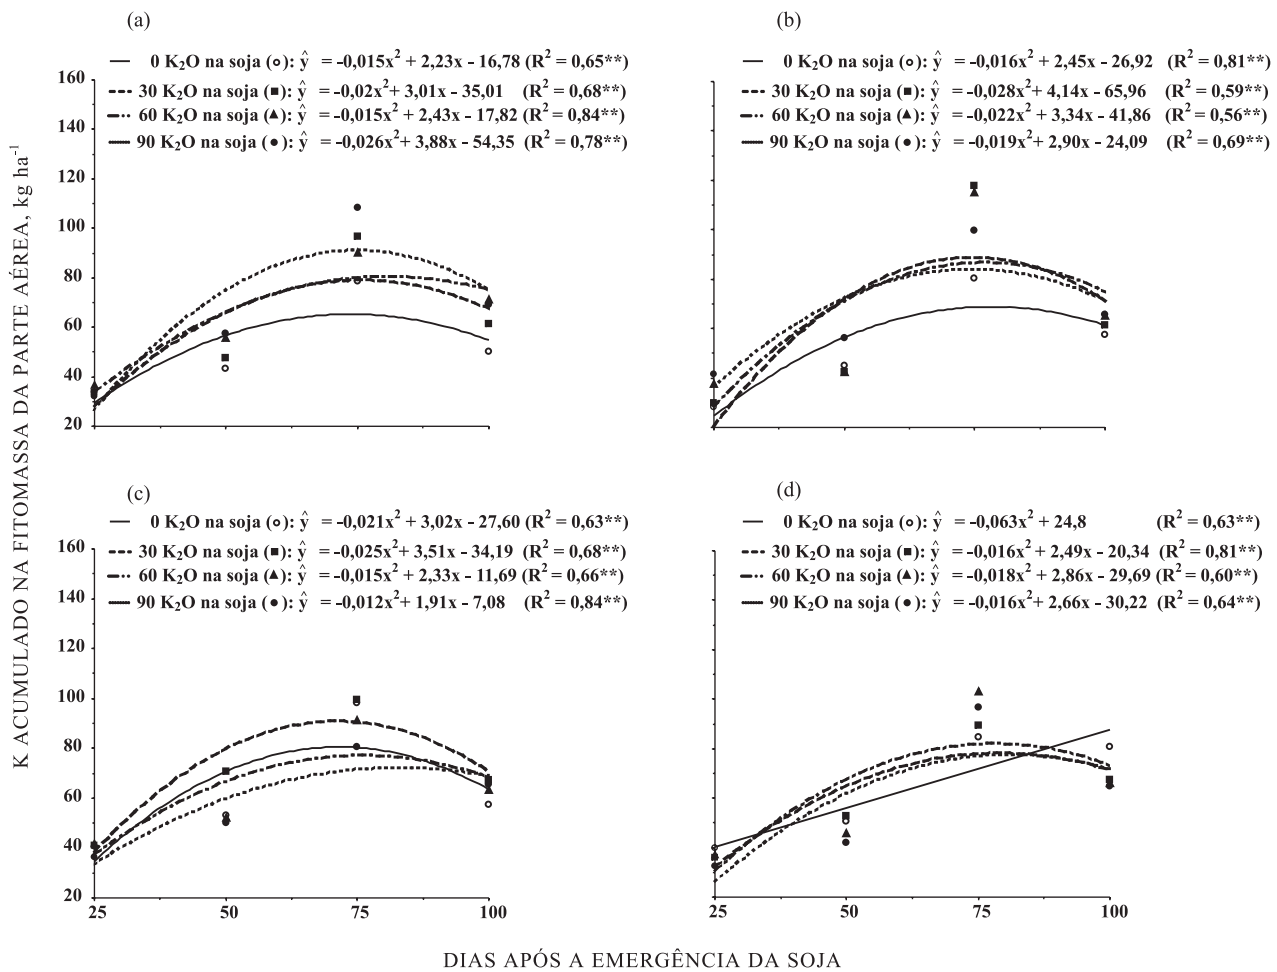 (a)
0 K₂O na soja (○): ŷ = -0,015x² + 2,23x - 16,78 (R² = 0,65**)
30 K₂O na soja (■): ŷ = -0,02x² + 3,01x - 35,01 (R² = 0,68**)
60 K₂O na soja (▲): ŷ = -0,015x² + 2,43x - 17,82 (R² = 0,84**)
90 K₂O na soja (●): ŷ = -0,026x² + 3,88x - 54,35 (R² = 0,78**)
160
140
120
100
80
60
40
20
(b)
0 K₂O na soja (○): ŷ = -0,016x² + 2,45x - 26,92 (R² = 0,81**)
30 K₂O na soja (■): ŷ = -0,028x² + 4,14x - 65,96 (R² = 0,59**)
60 K₂O na soja (▲): ŷ = -0,022x² + 3,34x - 41,86 (R² = 0,56**)
90 K₂O na soja (●): ŷ = -0,019x² + 2,90x - 24,09 (R² = 0,69**)
K ACUMULADO NA FITOMASSA DA PARTE AÉREA, kg ha⁻¹
(c)
0 K₂O na soja (○): ŷ = -0,021x² + 3,02x - 27,60 (R² = 0,63**)
30 K₂O na soja (■): ŷ = -0,025x² + 3,51x - 34,19 (R² = 0,68**)
60 K₂O na soja (▲): ŷ = -0,015x² + 2,33x - 11,69 (R² = 0,66**)
90 K₂O na soja (●): ŷ = -0,012x² + 1,91x - 7,08 (R² = 0,84**)
160
140
120
100
80
60
40
20
25 50 75 100
(d)
0 K₂O na soja (○): ŷ = -0,063x² + 24,8 (R² = 0,63**)
30 K₂O na soja (■): ŷ = -0,016x² + 2,49x - 20,34 (R² = 0,81**)
60 K₂O na soja (▲): ŷ = -0,018x² + 2,86x - 29,69 (R² = 0,60**)
90 K₂O na soja (●): ŷ = -0,016x² + 2,66x - 30,22 (R² = 0,64**)
25 50 75 100
DIAS APÓS A EMERGÊNCIA DA SOJA